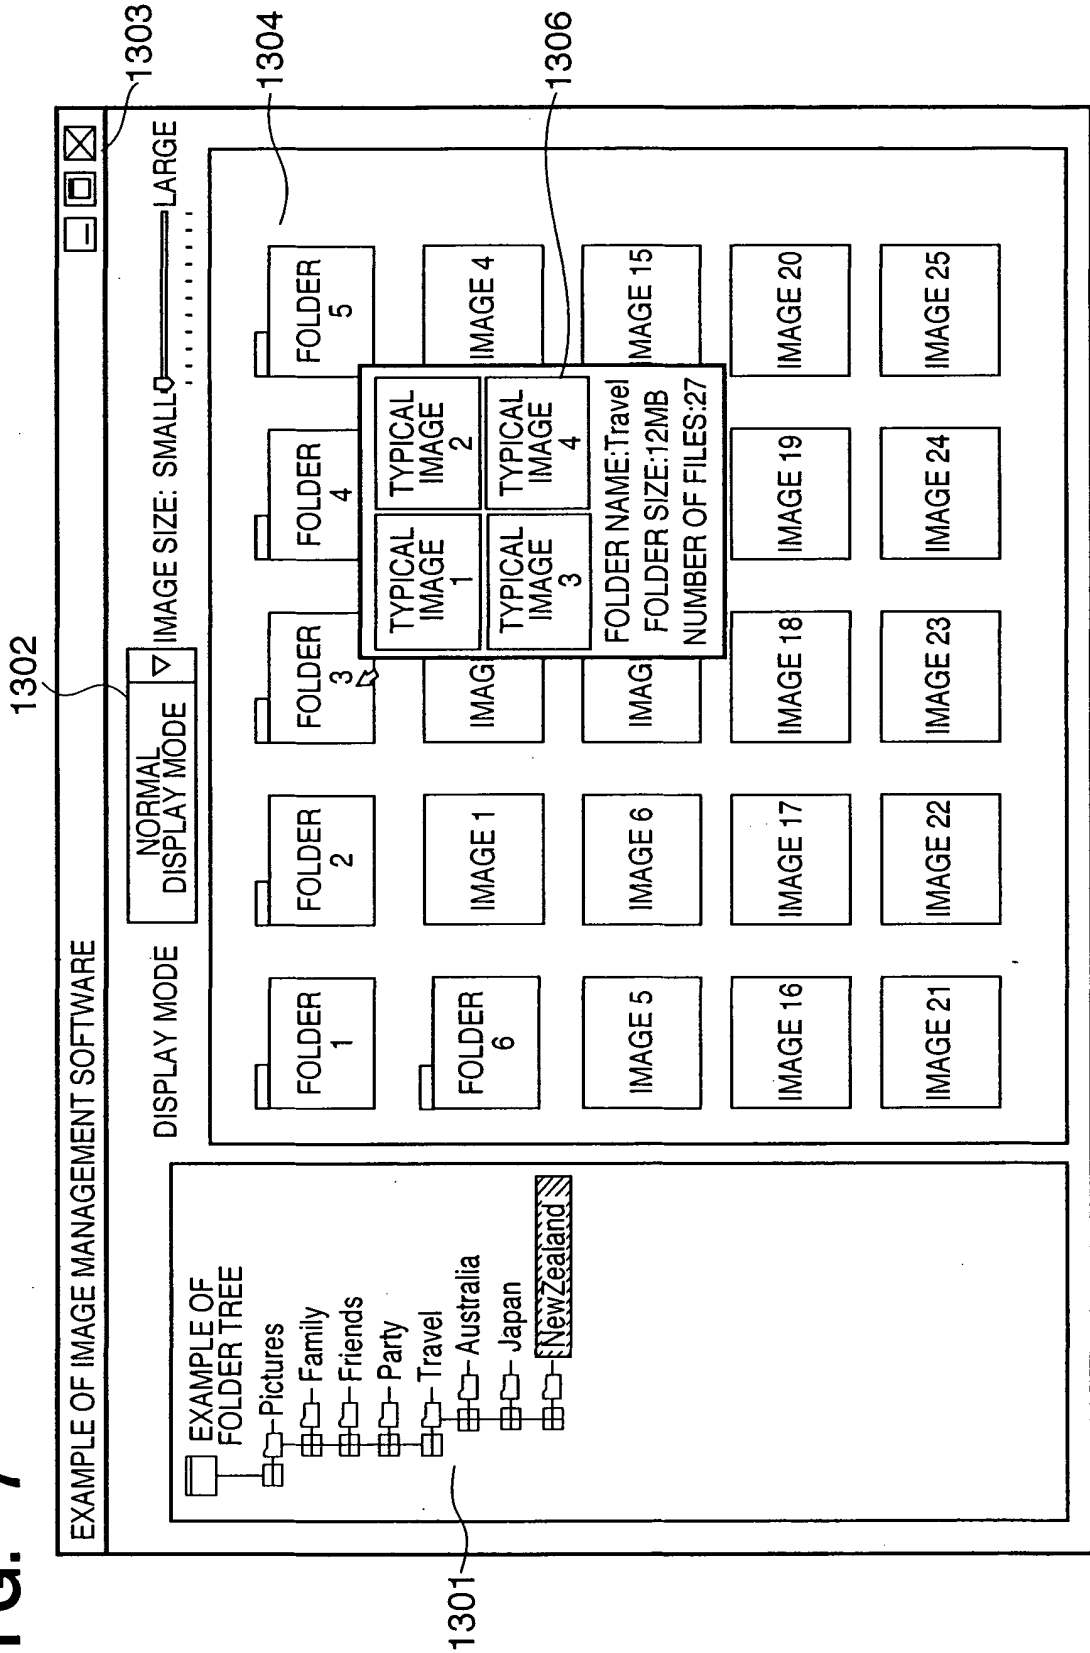 FIG. 7
1302
EXAMPLE OF IMAGE MANAGEMENT SOFTWARE
1303
DISPLAY MODE
NORMAL
DISPLAY MODE
IMAGE SIZE: SMALL
LARGE
1304
1306
1301
EXAMPLE OF
FOLDER TREE
Pictures
Family
Friends
Party
Travel
Australia
Japan
NewZealand
FOLDER
1
FOLDER
2
FOLDER
3
FOLDER
4
FOLDER
5
FOLDER
6
IMAGE 1
IMAG
IMAGE 4
TYPICAL
IMAGE
1
TYPICAL
IMAGE
2
TYPICAL
IMAGE
3
TYPICAL
IMAGE
4
FOLDER NAME:Travel
FOLDER SIZE:12MB
NUMBER OF FILES:27
IMAGE 5
IMAGE 6
IMAG
IMAGE 15
IMAGE 16
IMAGE 17
IMAGE 18
IMAGE 19
IMAGE 20
IMAGE 21
IMAGE 22
IMAGE 23
IMAGE 24
IMAGE 25